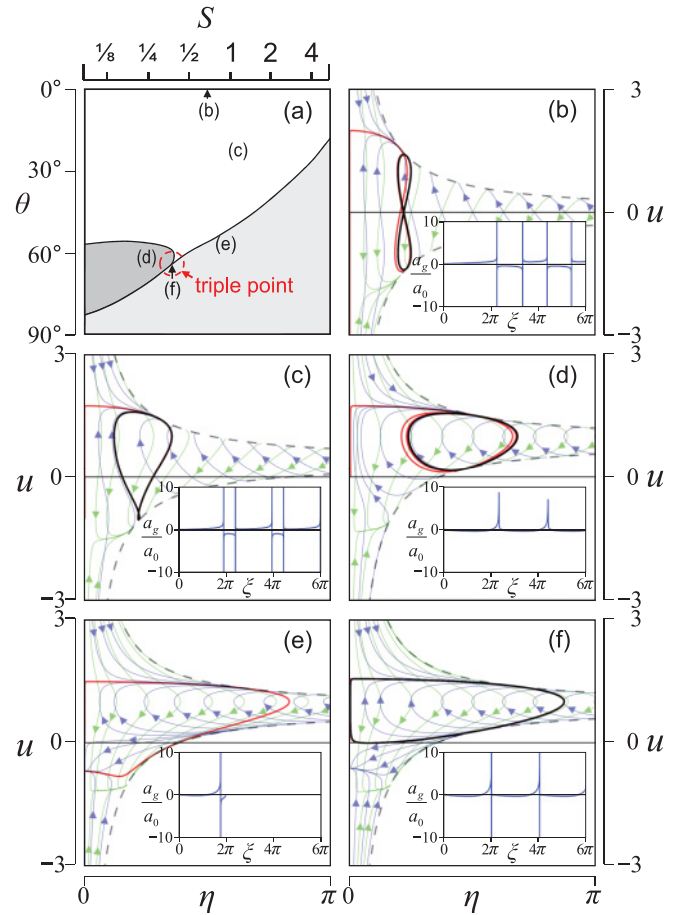 S
⅛ ¼ ½ 1 2 4
0° (a) (b) 3
(b)
(c)
30°
θ 0 u
(e)
60° (d)
(f)
triple point
90° -3
10
a_g/a_0 0
-10
0 2π ξ 4π 6π
3 (c) (d) 3
u 0 0 u
10 10
a_g/a_0 0 a_g/a_0 0
-10 -10
0 2π ξ 4π 6π 0 2π ξ 4π 6π
-3 -3
3 (e) (f) 3
u 0 0 u
10 10
a_g/a_0 0 a_g/a_0 0
-10 -10
0 2π ξ 4π 6π 0 2π ξ 4π 6π
-3 -3
0 η π 0 η π